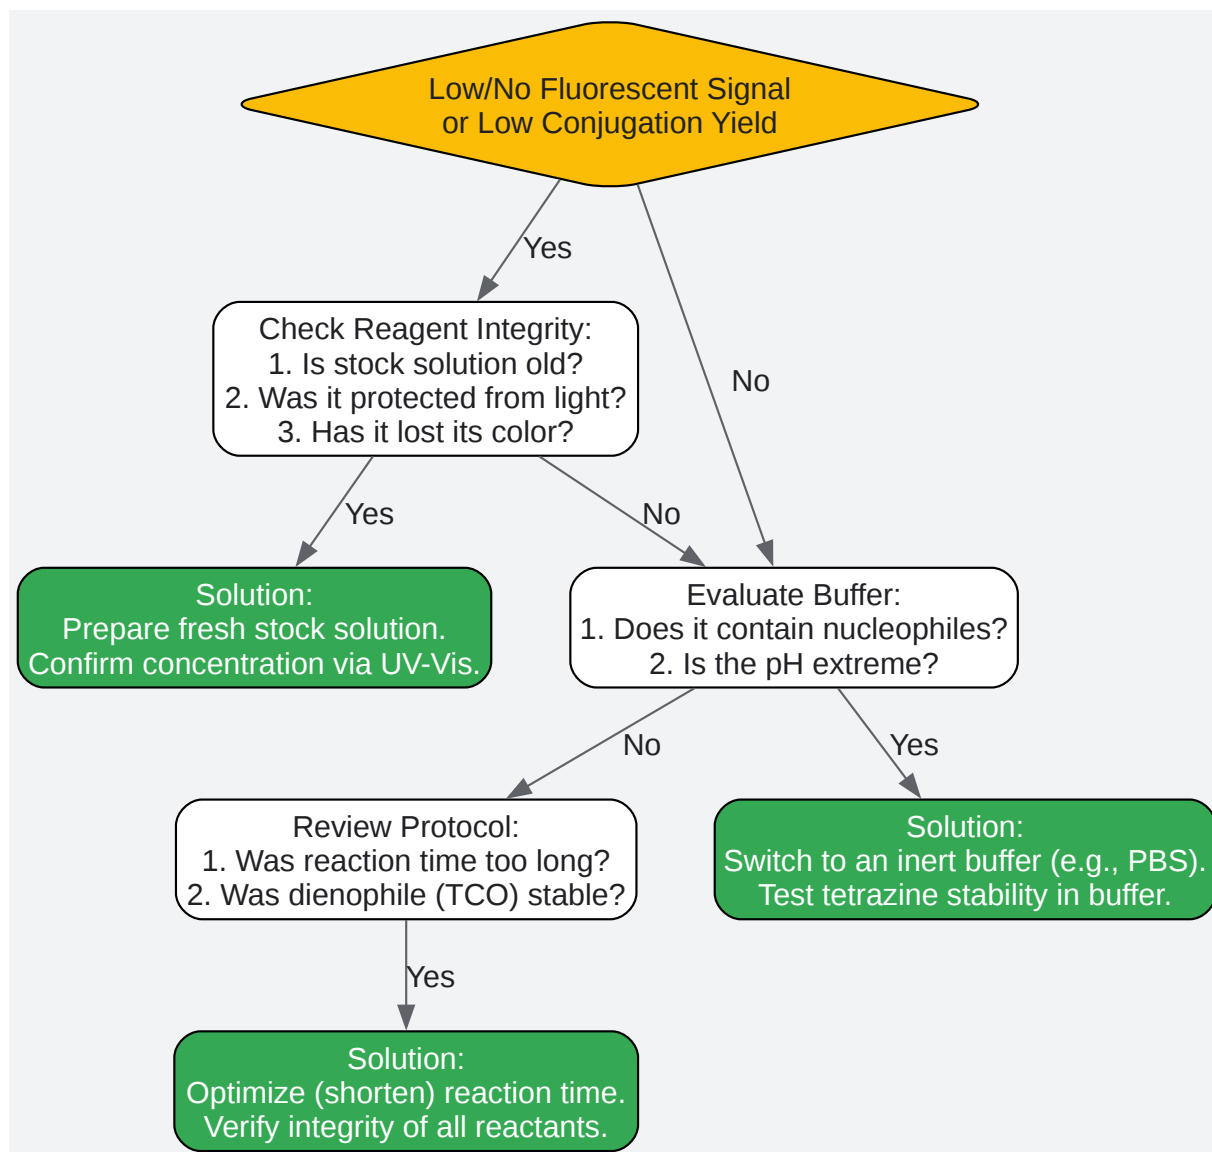 Low/No Fluorescent Signal
or Low Conjugation Yield
Yes
No
Check Reagent Integrity:
1. Is stock solution old?
2. Was it protected from light?
3. Has it lost its color?
Yes
No
Solution:
Prepare fresh stock solution.
Confirm concentration via UV-Vis.
Evaluate Buffer:
1. Does it contain nucleophiles?
2. Is the pH extreme?
No
Yes
Review Protocol:
1. Was reaction time too long?
2. Was dienophile (TCO) stable?
Solution:
Switch to an inert buffer (e.g., PBS).
Test tetrazine stability in buffer.
Yes
Solution:
Optimize (shorten) reaction time.
Verify integrity of all reactants.